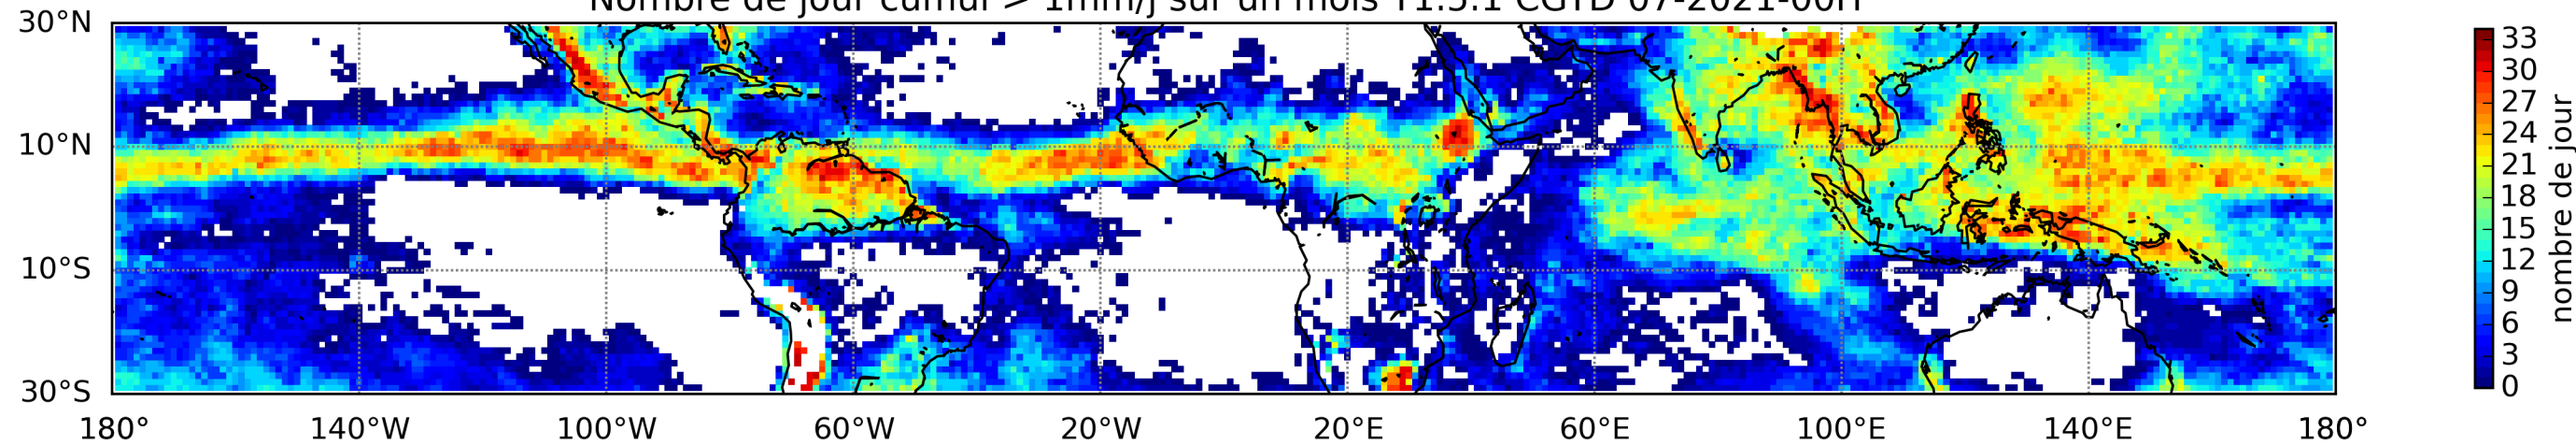 Nombre de jour cumul > 1mm/j sur un mois T1.5.1 CGTD 07-2021-00H
30°N
10°N
10°S
30°S
180°
140°W
100°W
60°W
20°W
20°E
60°E
100°E
140°E
180°
33
30
27
24
21
18
15
12
9
6
3
0
nombre de jour